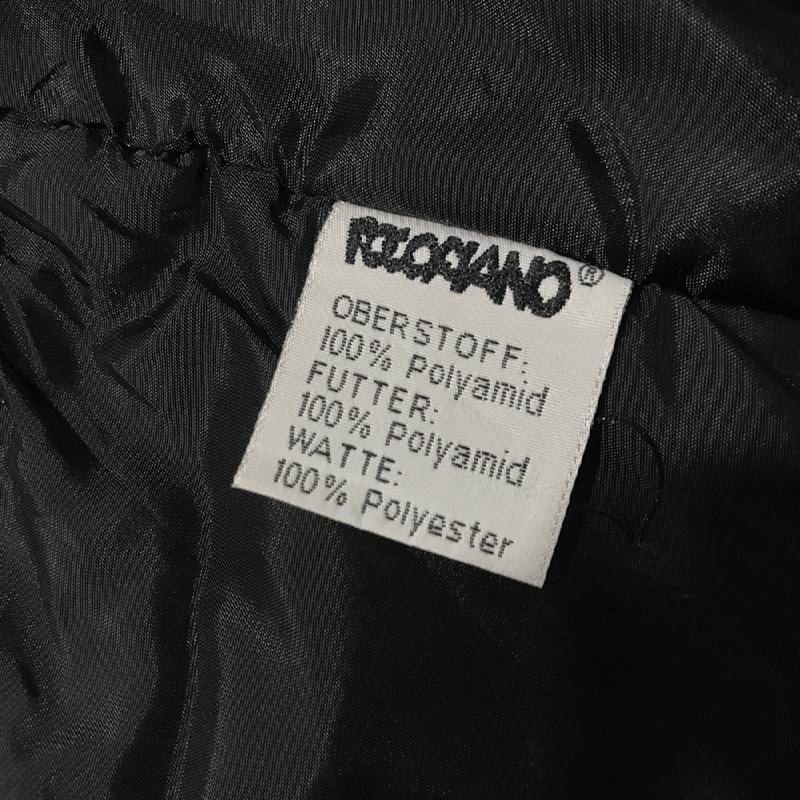 ®
OBERSTOFF:
100% Polyamid
FUTTER:
100% Polyamid
WATTE:
100% Polyester